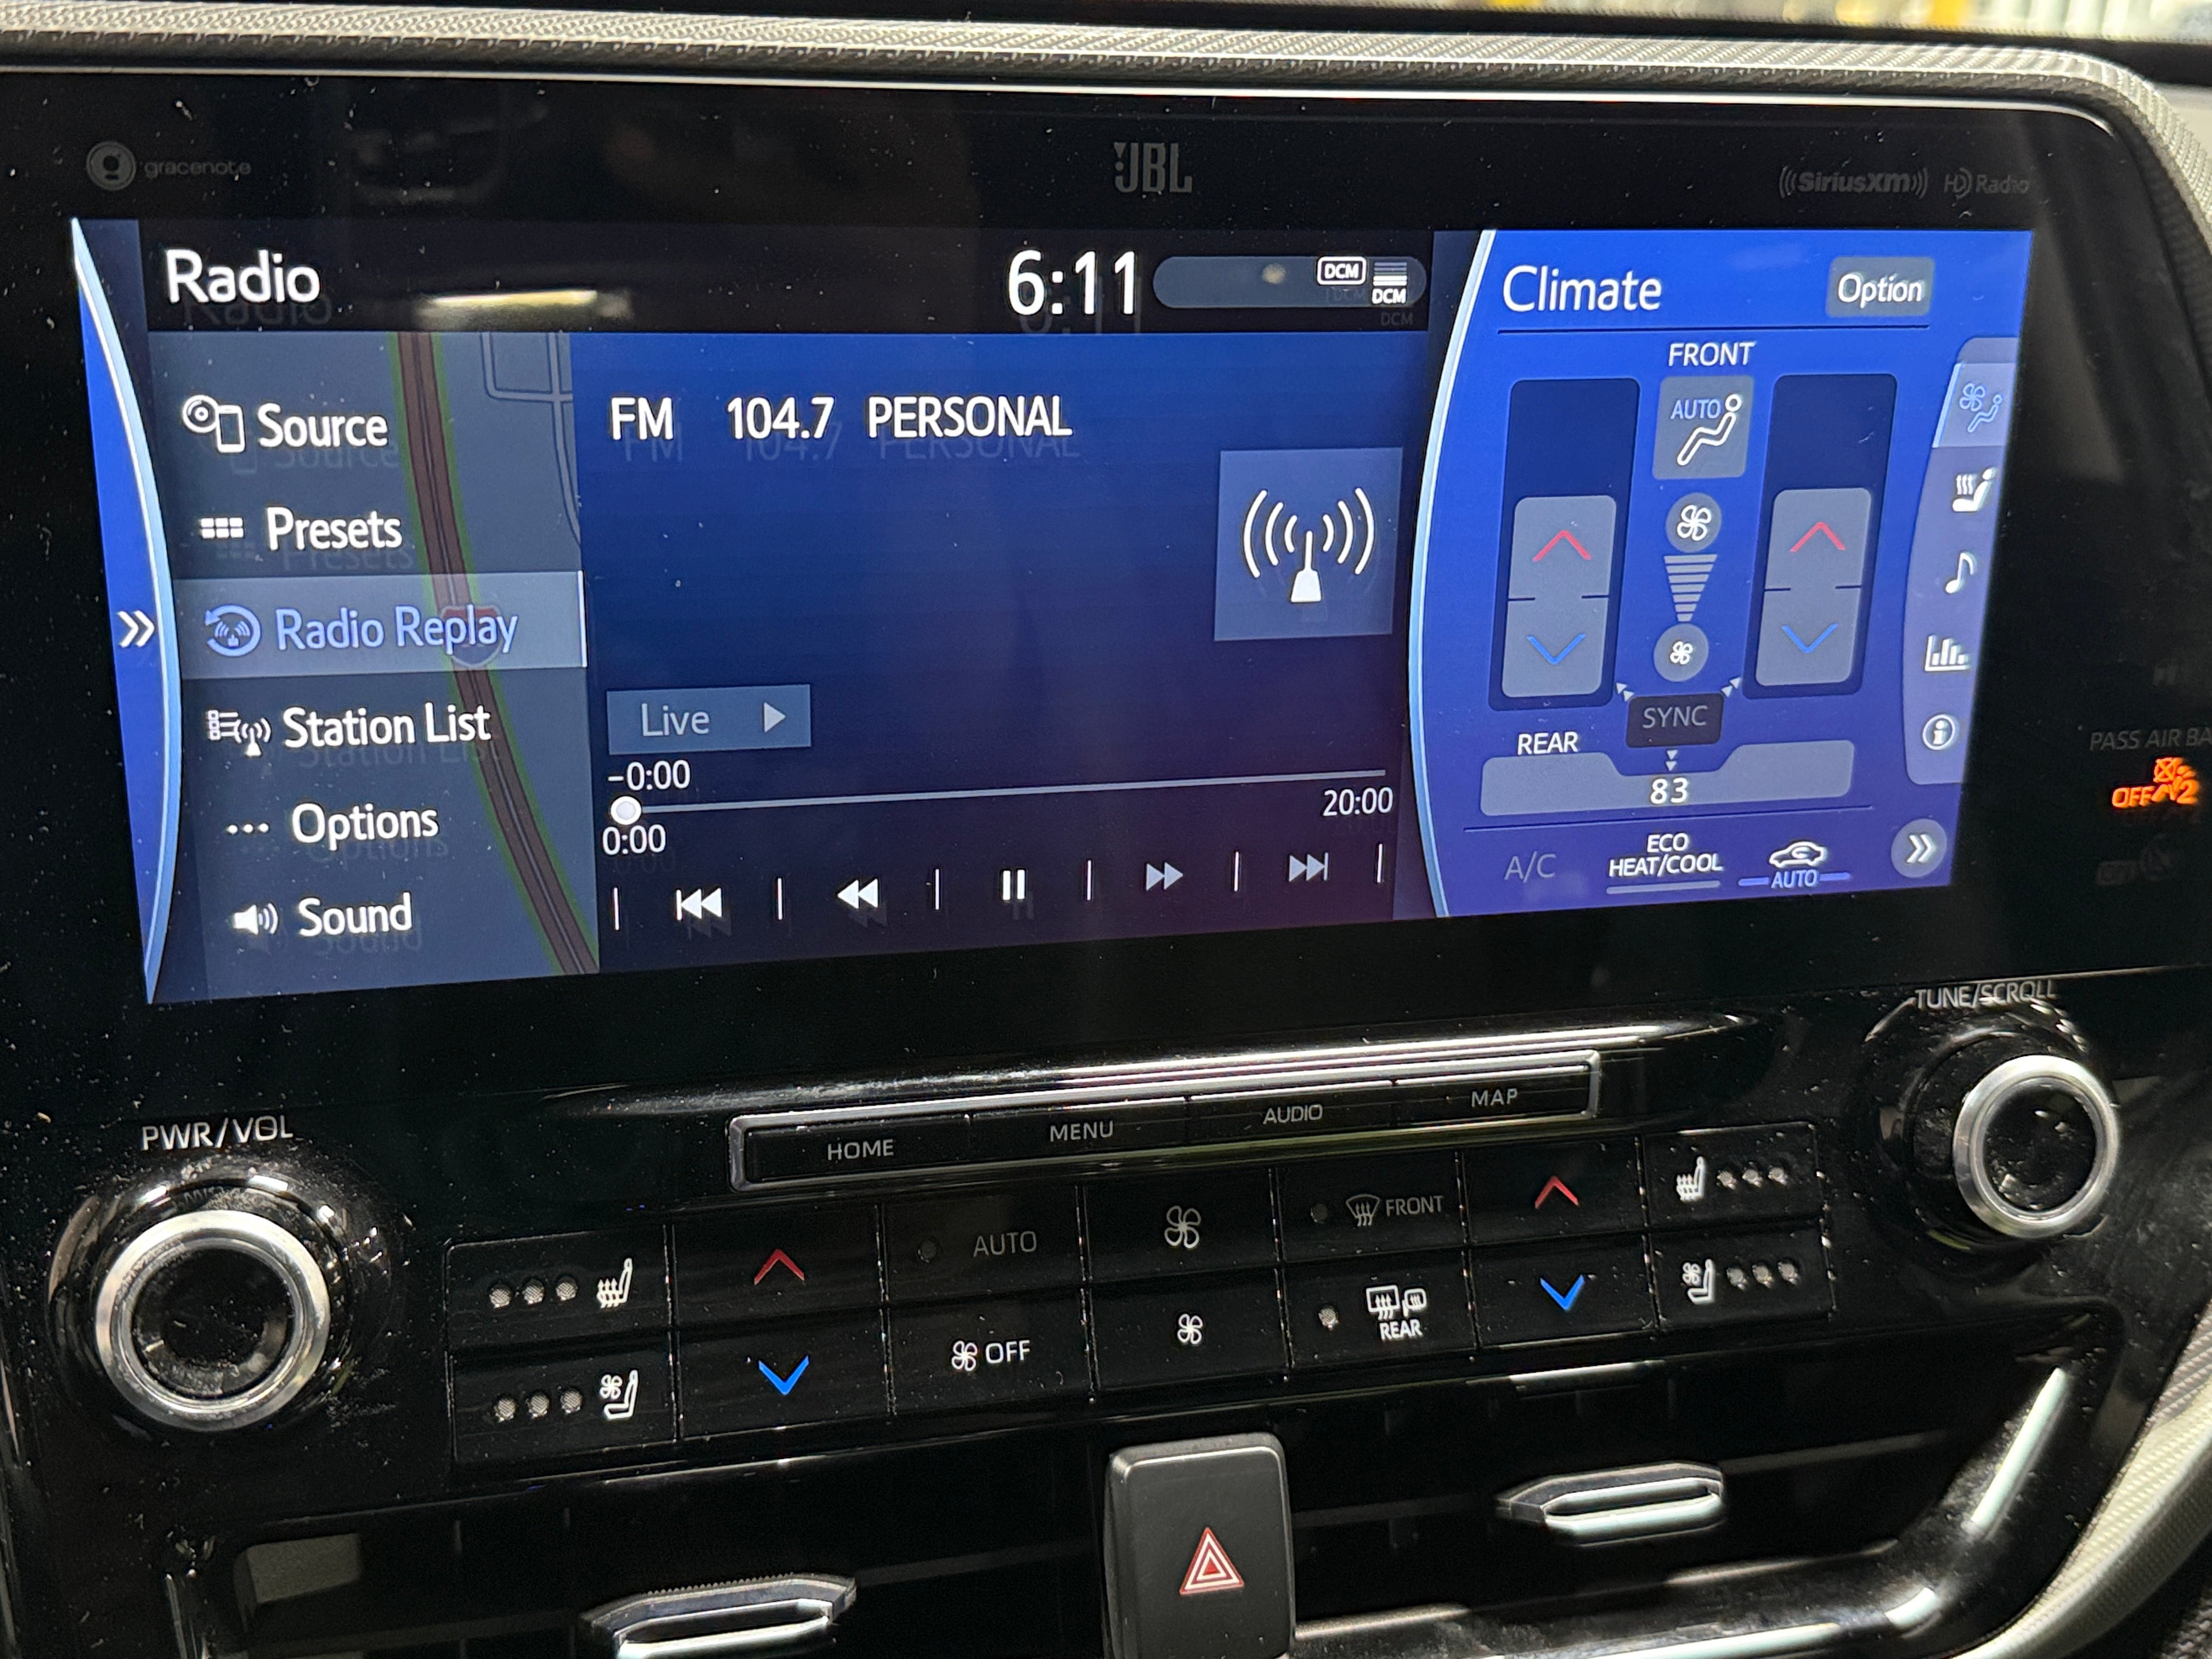 gracenote
JBL
SiriusXM HD Radio
Radio
6:11
DCM
DCM
Climate
Option
FRONT
AUTO
Source
Presets
Radio Replay
Station List
Options
Sound
FM 104.7 PERSONAL
Live
-0:00
20:00
0:00
SYNC
REAR
83
A/C
ECO
HEAT/COOL
AUTO
PASS AIR BA
OFF
2
TUNE/SCROLL
PWR/VOL
HOME
MENU
AUDIO
MAP
AUTO
FRONT
OFF
REAR